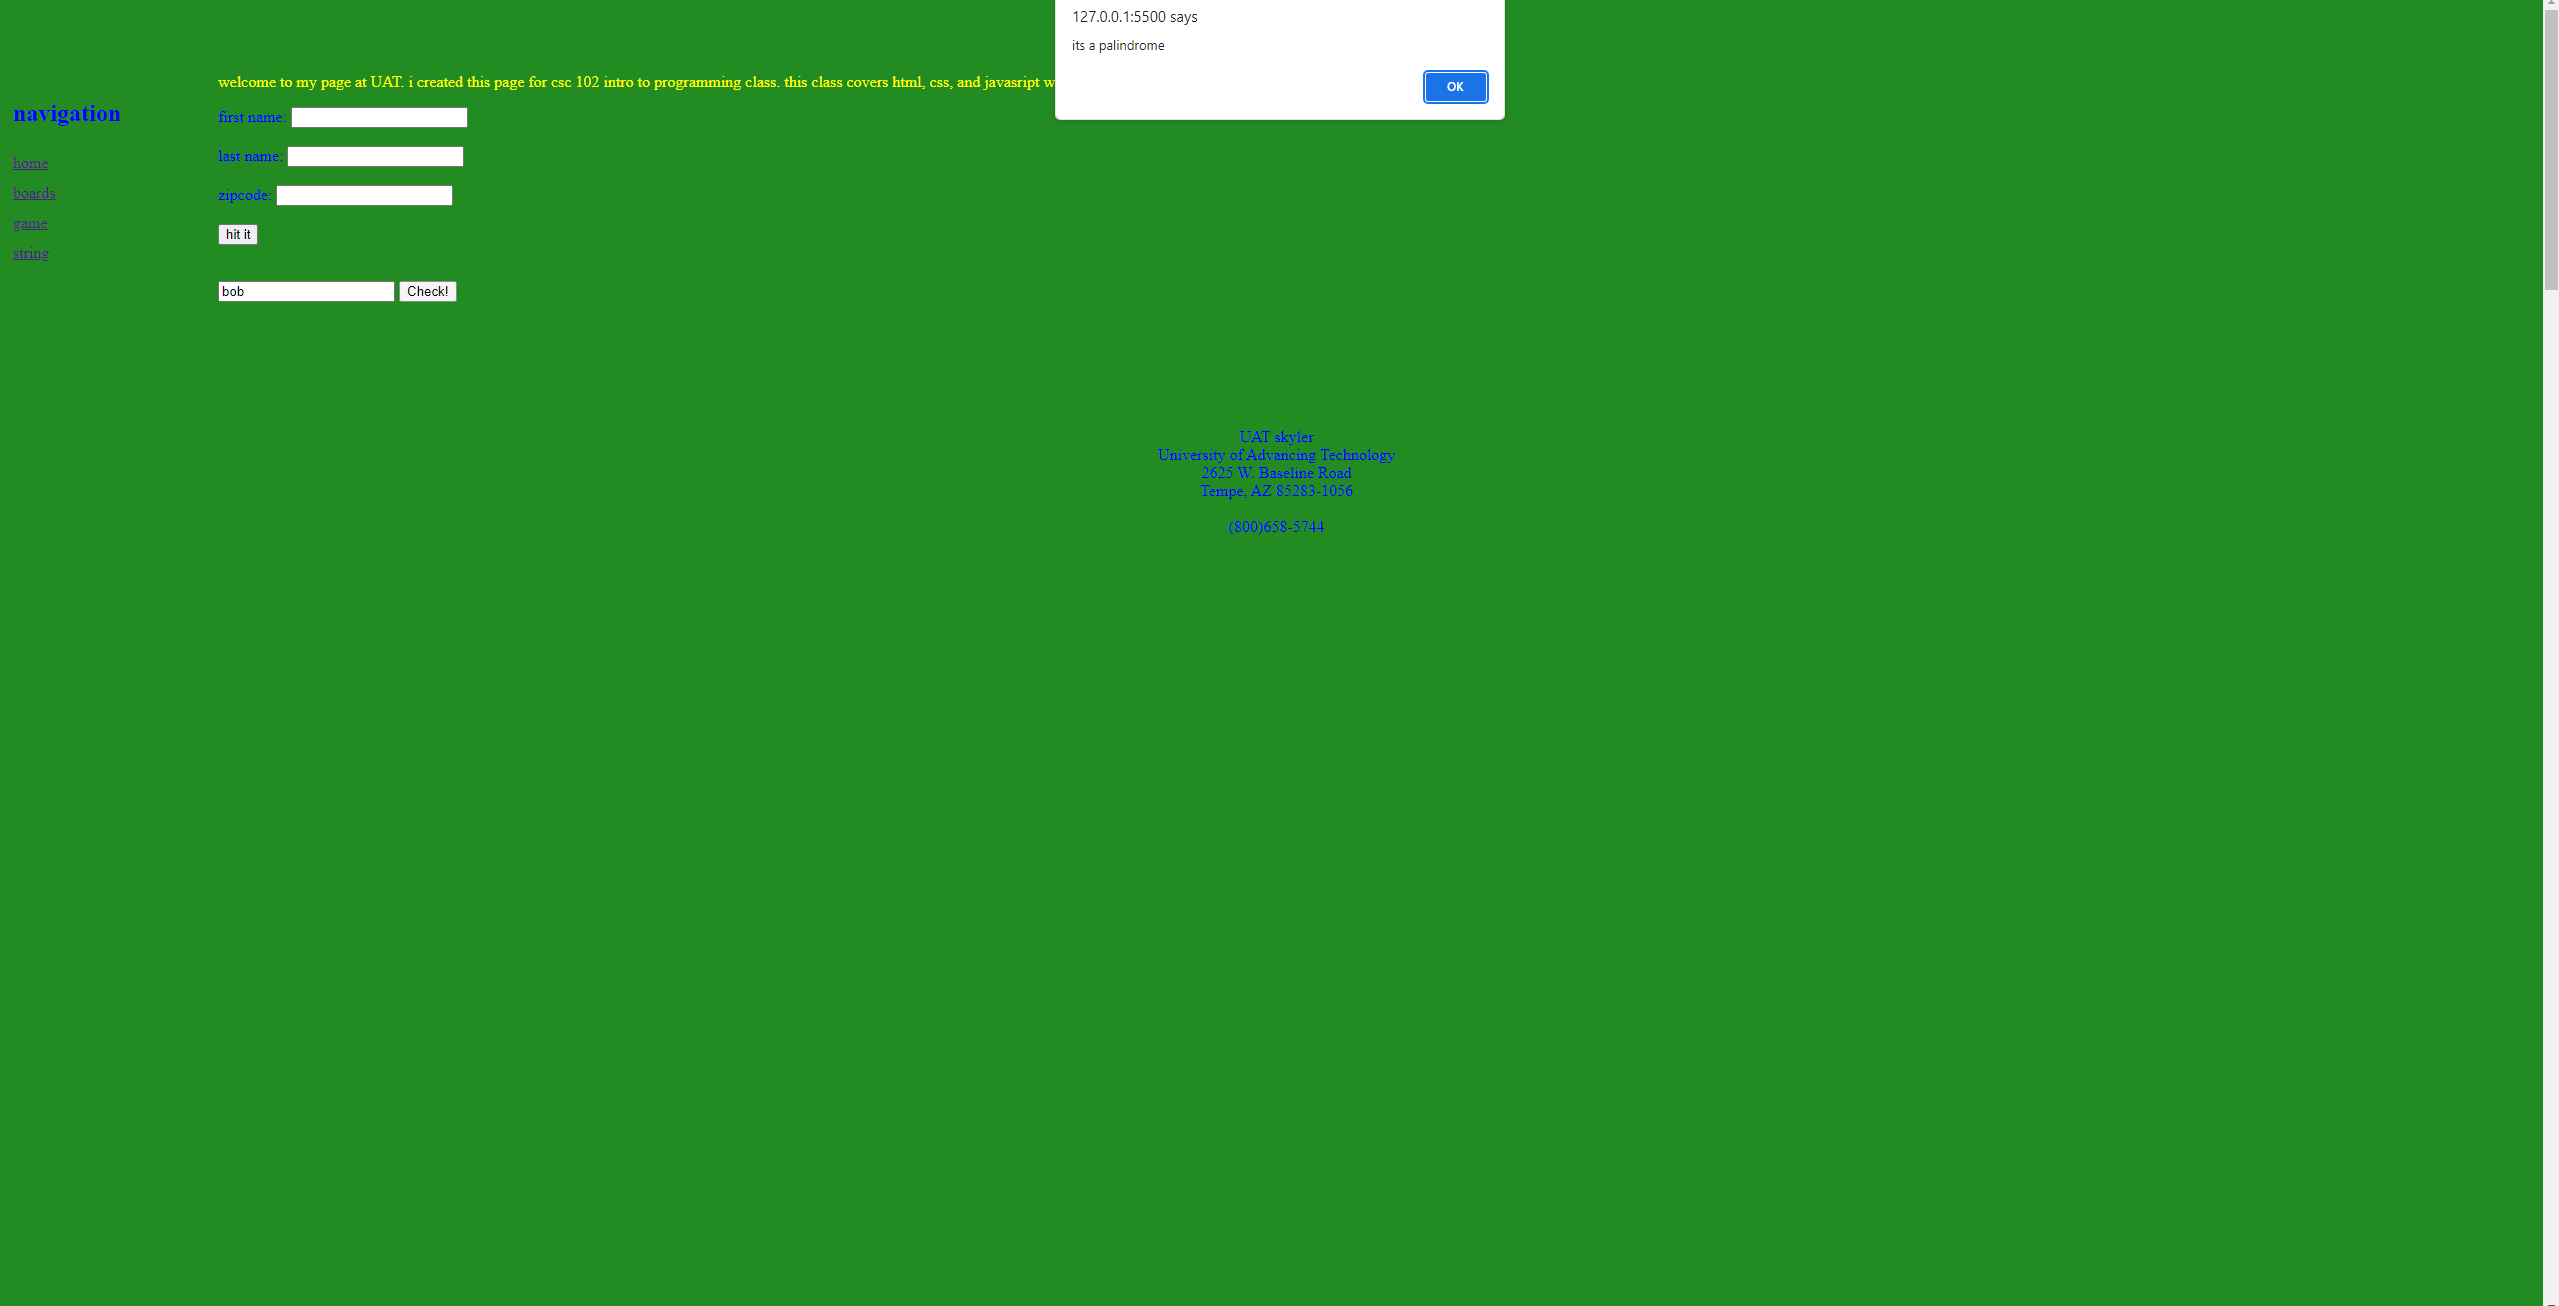 127.0.0.1:5500 says
its a palindrome
OK
welcome to my page at UAT. i created this page for csc 102 intro to programming class. this class covers html, css, and javasript w
navigation
home
boards
game
string
first name:
last name:
zipcode:
hit it
bob Check!
UAT skyler
University of Advancing Technology
2625 W. Baseline Road
Tempe, AZ 85283-1056
(800)658-5744